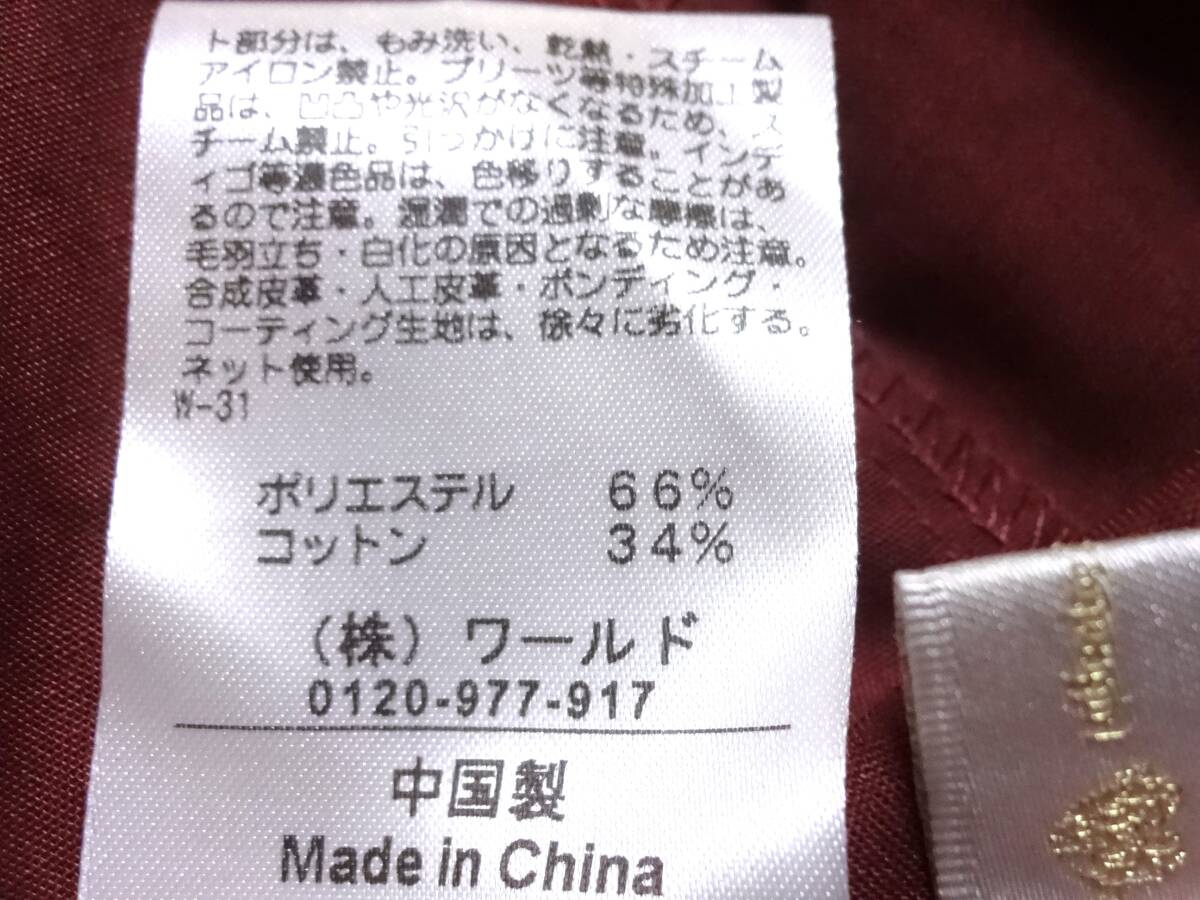 ト部分は、もみ洗い、乾熱・スチーム
アイロン禁止。プリーツ等特殊加工製
品は、凹凸や光沢がなくなるため、ス
チーム禁止。引っかけに注意。インデ
ィゴ等濃色品は、色移りすることがあ
るので注意。湿潤での過剰な摩擦は、
毛羽立ち・白化の原因となるため注意。
合成皮革・人工皮革・ボンディング・
コーティング生地は、徐々に劣化する。
ネット使用。
W-31
ポリエステル 66%
コットン 34%
(株)ワールド
0120-977-917
中国製
Made in China